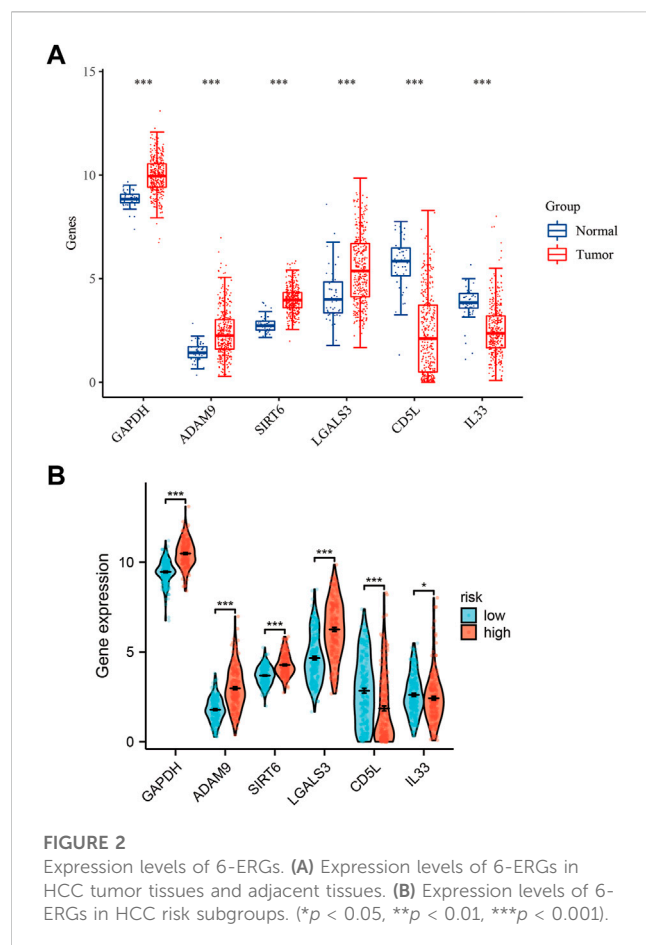 A
*** *** *** *** *** ***
15
10
5
0
Genes
GAPDH
ADAM9
SIRT6
LGALS3
CD5L
IL33
Group
Normal
Tumor
B
*** *** *** *** *** *
10
5
0
Gene expression
GAPDH
ADAM9
SIRT6
LGALS3
CD5L
IL33
risk
low
high
FIGURE 2
Expression levels of 6-ERGs. (A) Expression levels of 6-ERGs in
HCC tumor tissues and adjacent tissues. (B) Expression levels of 6-
ERGs in HCC risk subgroups. (*p < 0.05, **p < 0.01, ***p < 0.001).